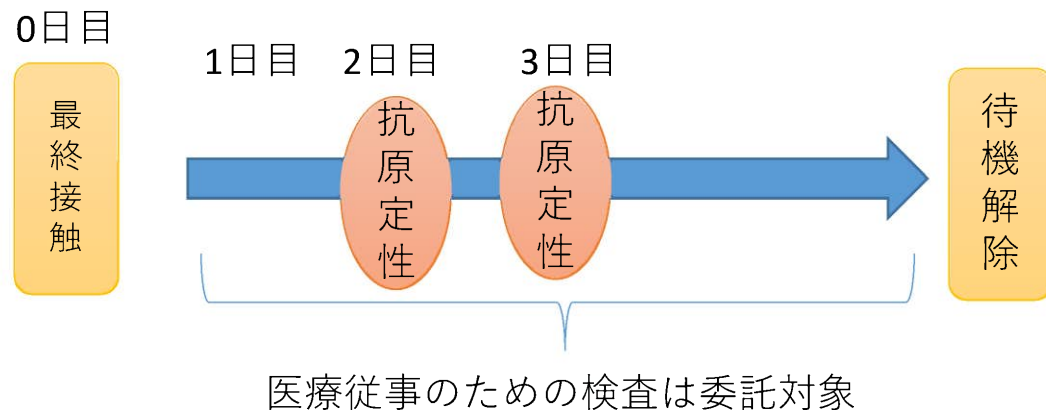 0日目
1日目 2日目 3日目
最終接触
抗原定性
抗原定性
待機解除
医療従事のための検査は委託対象